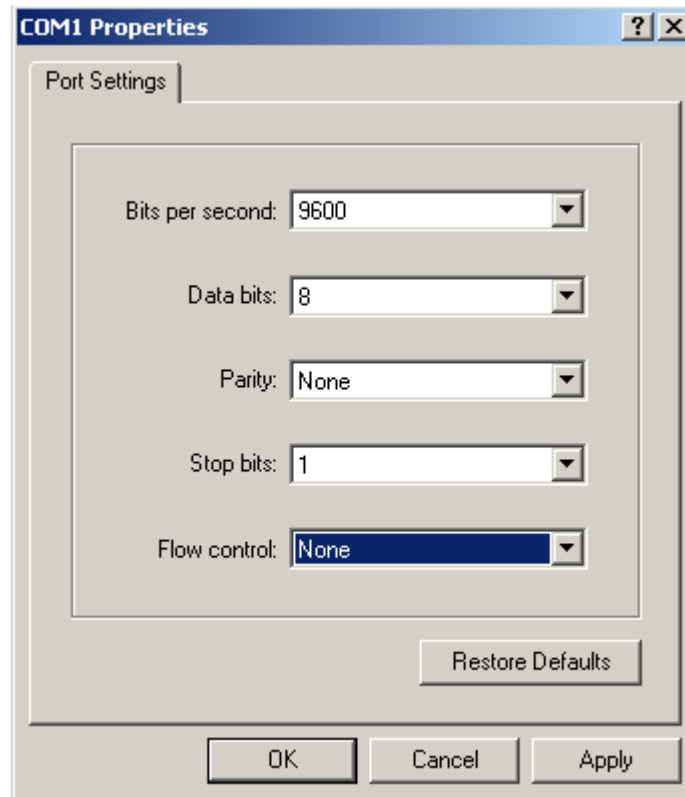 COM1 Properties
Port Settings
Bits per second: 9600
Data bits: 8
Parity: None
Stop bits: 1
Flow control: None
Restore Defaults
OK Cancel Apply